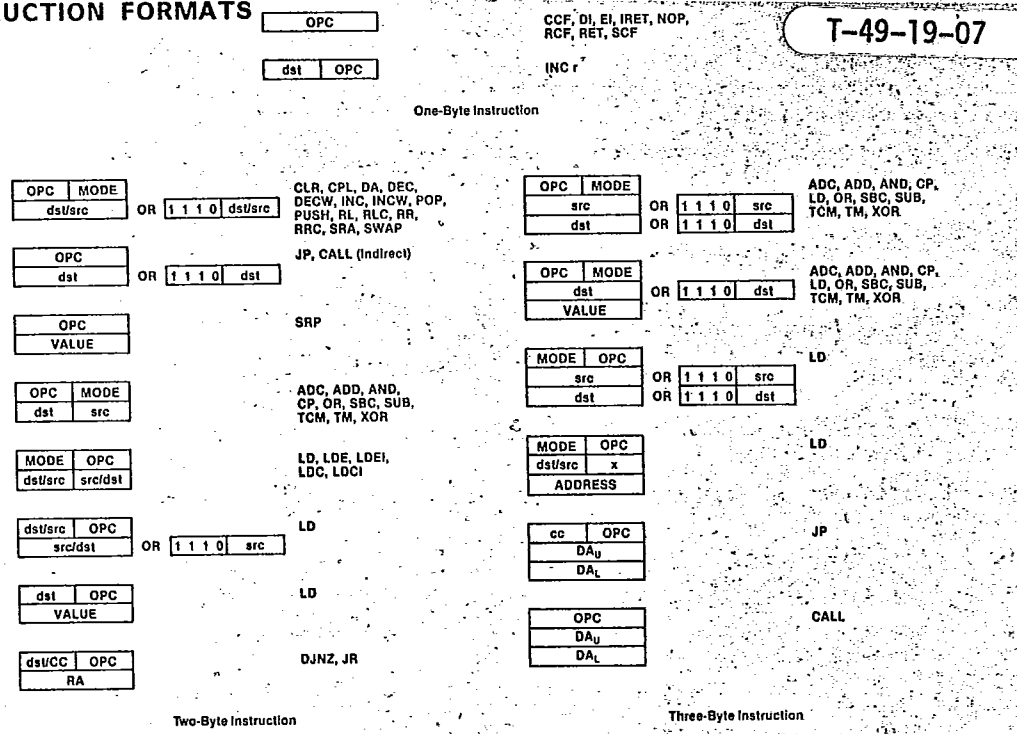 UCTION FORMATS
T-49-19-07
OPC
CCF, DI, EI, IRET, NOP,
RCF, RET, SCF
dst OPC
INC r
One-Byte Instruction
OPC MODE
dst/src OR 1 1 1 0 dst/src
CLR, CPL, DA, DEC,
DECW, INC, INCW, POP,
PUSH, RL, RLC, RR,
RRC, SRA, SWAP
OPC
dst OR 1 1 1 0 dst
JP, CALL (Indirect)
OPC
VALUE
SRP
OPC MODE
dst src
ADC, ADD, AND,
CP, OR, SBC, SUB,
TCM, TM, XOR
MODE OPC
dst/src src/dst
LD, LDE, LDEI,
LDC, LDCI
dst/src OPC
src/dst OR 1 1 1 0 src
LD
dst OPC
VALUE
LD
dst/CC OPC
RA
DJNZ, JR
Two-Byte Instruction
OPC MODE
src OR 1 1 1 0 src
dst OR 1 1 1 0 dst
ADC, ADD, AND, CP,
LD, OR, SBC, SUB,
TCM, TM, XOR
OPC MODE
dst OR 1 1 1 0 dst
VALUE
ADC, ADD, AND, CP,
LD, OR, SBC, SUB,
TCM, TM, XOR
MODE OPC
src OR 1 1 1 0 src
dst OR 1 1 1 0 dst
LD
MODE OPC
dst/src x
ADDRESS
LD
cc OPC
DAU
DAL
JP
OPC
DAU
DAL
CALL
Three-Byte Instruction